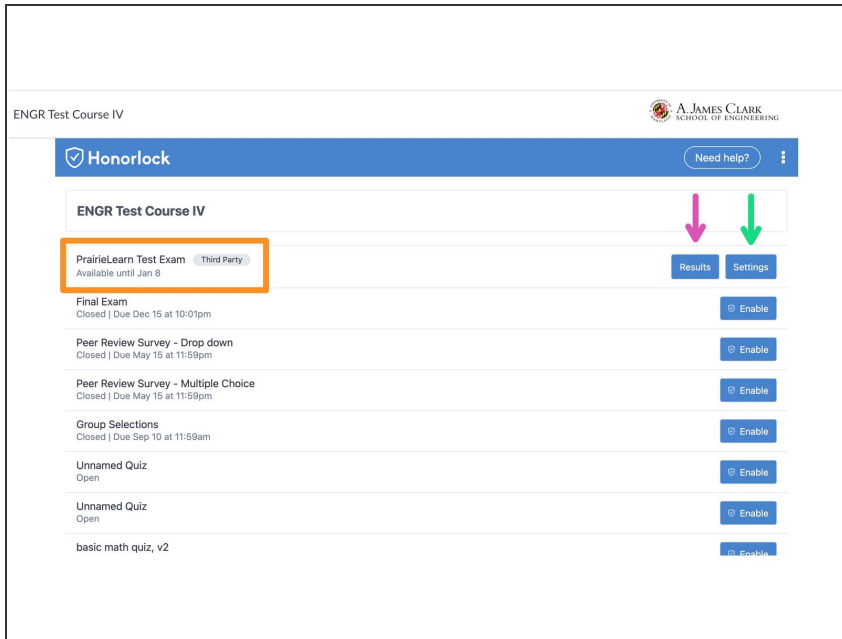 ENGR Test Course IV
A. JAMES CLARK
SCHOOL OF ENGINEERING
Honorlock
Need help?
ENGR Test Course IV
PrairieLearn Test Exam Third Party
Available until Jan 8
Results Settings
Final Exam
Closed | Due Dec 15 at 10:01pm
Enable
Peer Review Survey - Drop down
Closed | Due May 15 at 11:59pm
Enable
Peer Review Survey - Multiple Choice
Closed | Due May 15 at 11:59pm
Enable
Group Selections
Closed | Due Sep 10 at 11:59am
Enable
Unnamed Quiz
Open
Enable
Unnamed Quiz
Open
Enable
basic math quiz, v2
Enable